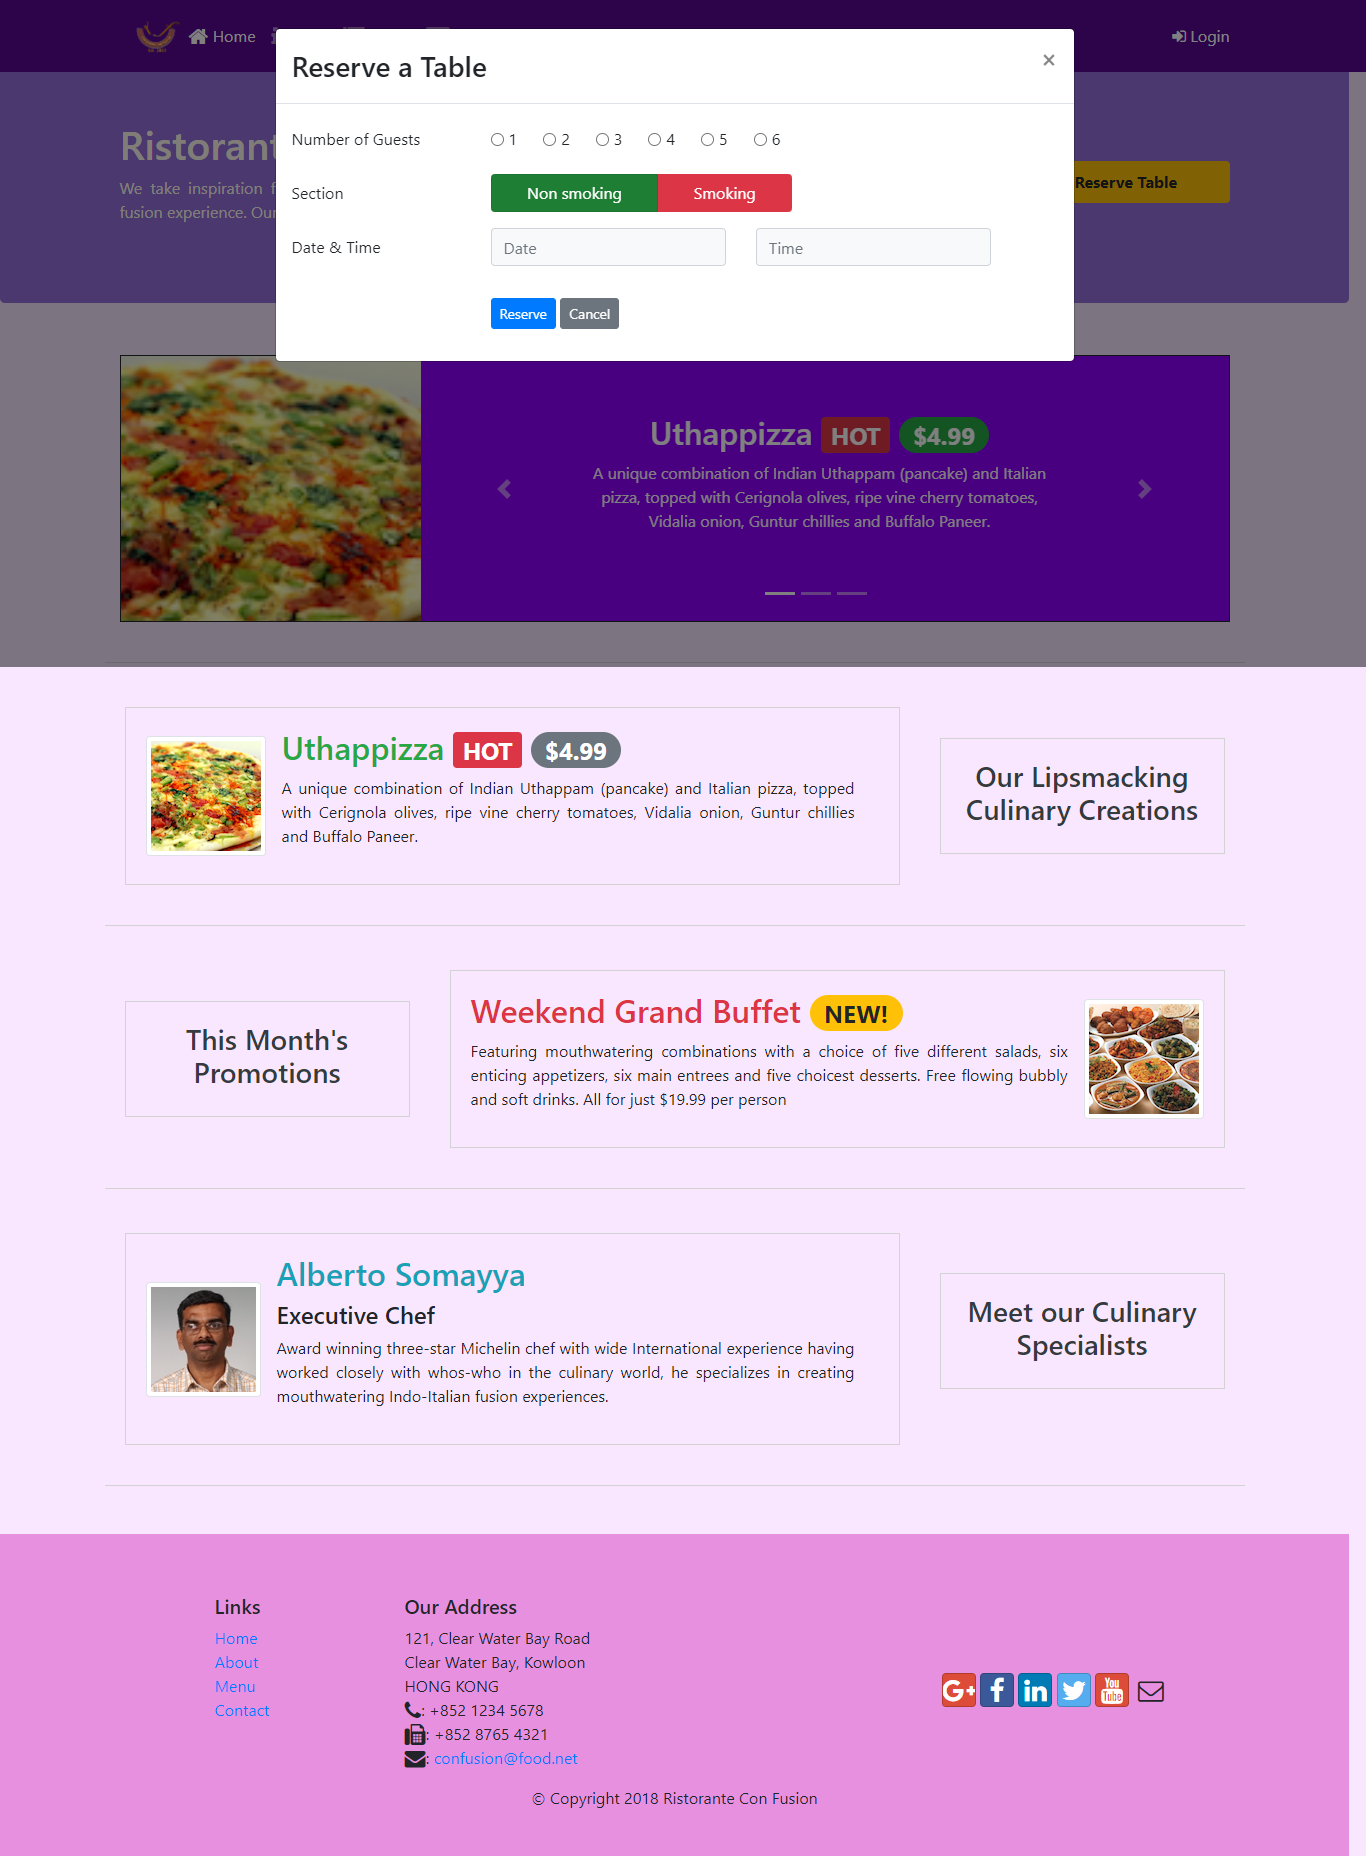 Home
Login
Reserve a Table
×
Number of Guests
1 2 3 4 5 6
Section
Non smoking
Smoking
Date & Time
Date
Time
Reserve
Cancel
We take inspiration
fusion experience.
Reserve Table
Uthappizza HOT $4.99
A unique combination of Indian Uthappam (pancake) and Italian
pizza, topped with Cerignola olives, ripe vine cherry tomatoes,
Vidalia onion, Guntur chillies and Buffalo Paneer.
Uthappizza HOT $4.99
A unique combination of Indian Uthappam (pancake) and Italian pizza, topped
with Cerignola olives, ripe vine cherry tomatoes, Vidalia onion, Guntur chillies
and Buffalo Paneer.
Our Lipsmacking
Culinary Creations
This Month's
Promotions
Weekend Grand Buffet NEW!
Featuring mouthwatering combinations with a choice of five different salads, six
enticing appetizers, six main entrees and five choicest desserts. Free flowing bubbly
and soft drinks. All for just $19.99 per person
Alberto Somayya
Executive Chef
Award winning three-star Michelin chef with wide International experience having
worked closely with whos-who in the culinary world, he specializes in creating
mouthwatering Indo-Italian fusion experiences.
Meet our Culinary
Specialists
Links
Home
About
Menu
Contact
Our Address
121, Clear Water Bay Road
Clear Water Bay, Kowloon
HONG KONG
: +852 1234 5678
: +852 8765 4321
: confusion@food.net
You
Tube
© Copyright 2018 Ristorante Con Fusion